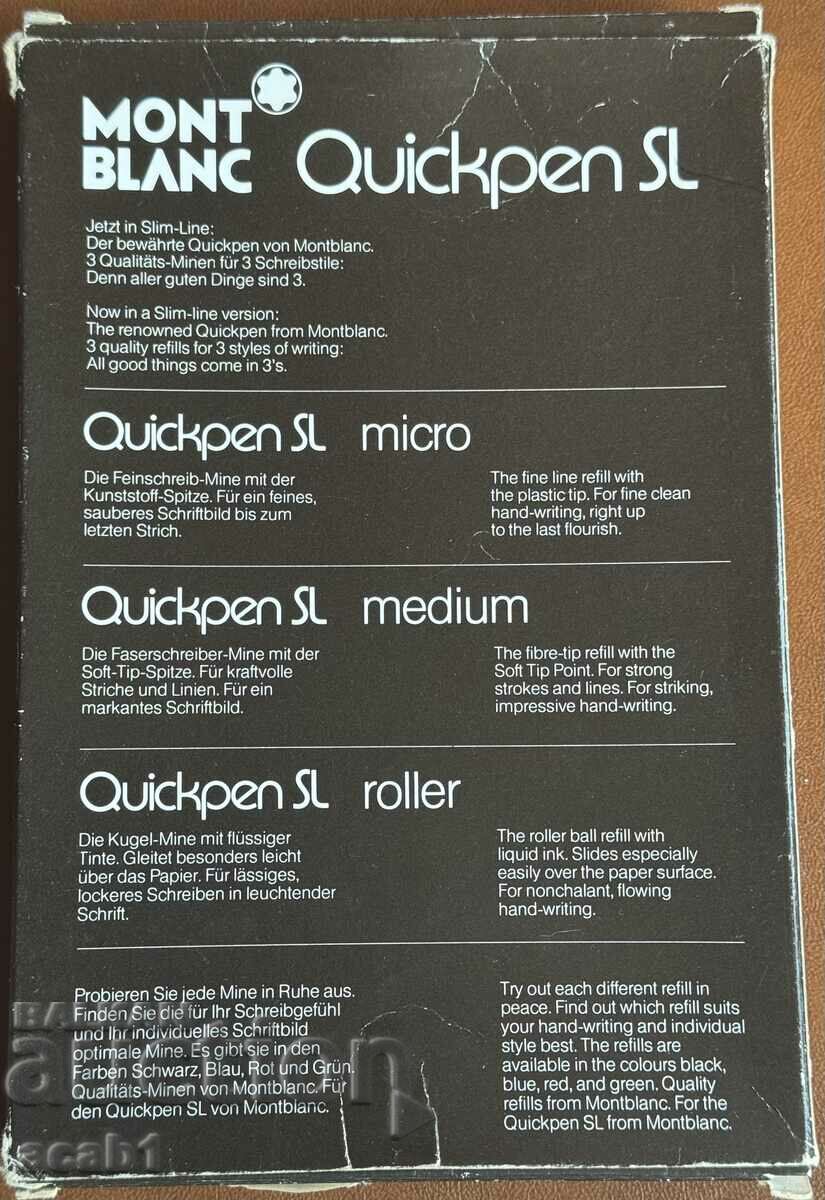 MONT
BLANC
Quickpen SL
Jetzt in Slim-Line:
Der bewährte Quickpen von Montblanc.
3 Qualitäts-Minen für 3 Schreibstile:
Denn aller guten Dinge sind 3.
Now in a Slim-line version:
The renowned Quickpen from Montblanc.
3 quality refills for 3 styles of writing:
All good things come in 3's.
Quickpen SL micro
Die Feinschreib-Mine mit der
Kunststoff-Spitze. Für ein feines,
sauberes Schriftbild bis zum
letzten Strich.
The fine line refill with
the plastic tip. For fine clean
hand-writing, right up
to the last flourish.
Quickpen SL medium
Die Faserschreiber-Mine mit der
Soft-Tip-Spitze. Für kraftvolle
Striche und Linien. Für ein
markantes Schriftbild.
The fibre-tip refill with the
Soft Tip Point. For strong
strokes and lines. For striking,
impressive hand-writing.
Quickpen SL roller
Die Kugel-Mine mit flüssiger
Tinte. Gleitet besonders leicht
über das Papier. Für lässiges,
lockeres Schreiben in leuchtender
Schrift.
The roller ball refill with
liquid ink. Slides especially
easily over the paper surface.
For nonchalant, flowing
hand-writing.
Probieren Sie jede Mine in Ruhe aus.
Finden Sie die für Ihr Schreibgefühl
und Ihr individuelles Schriftbild
optimale Mine. Es gibt sie in den
Farben Schwarz, Blau, Rot und Grün.
Qualitäts-Minen von Montblanc. Für
den Quickpen SL von Montblanc.
Try out each different refill in
peace. Find out which refill suits
your hand-writing and individual
style best. The refills are
available in the colours black,
blue, red, and green. Quality
refills from Montblanc. For the
Quickpen SL from Montblanc.
auction
acab1